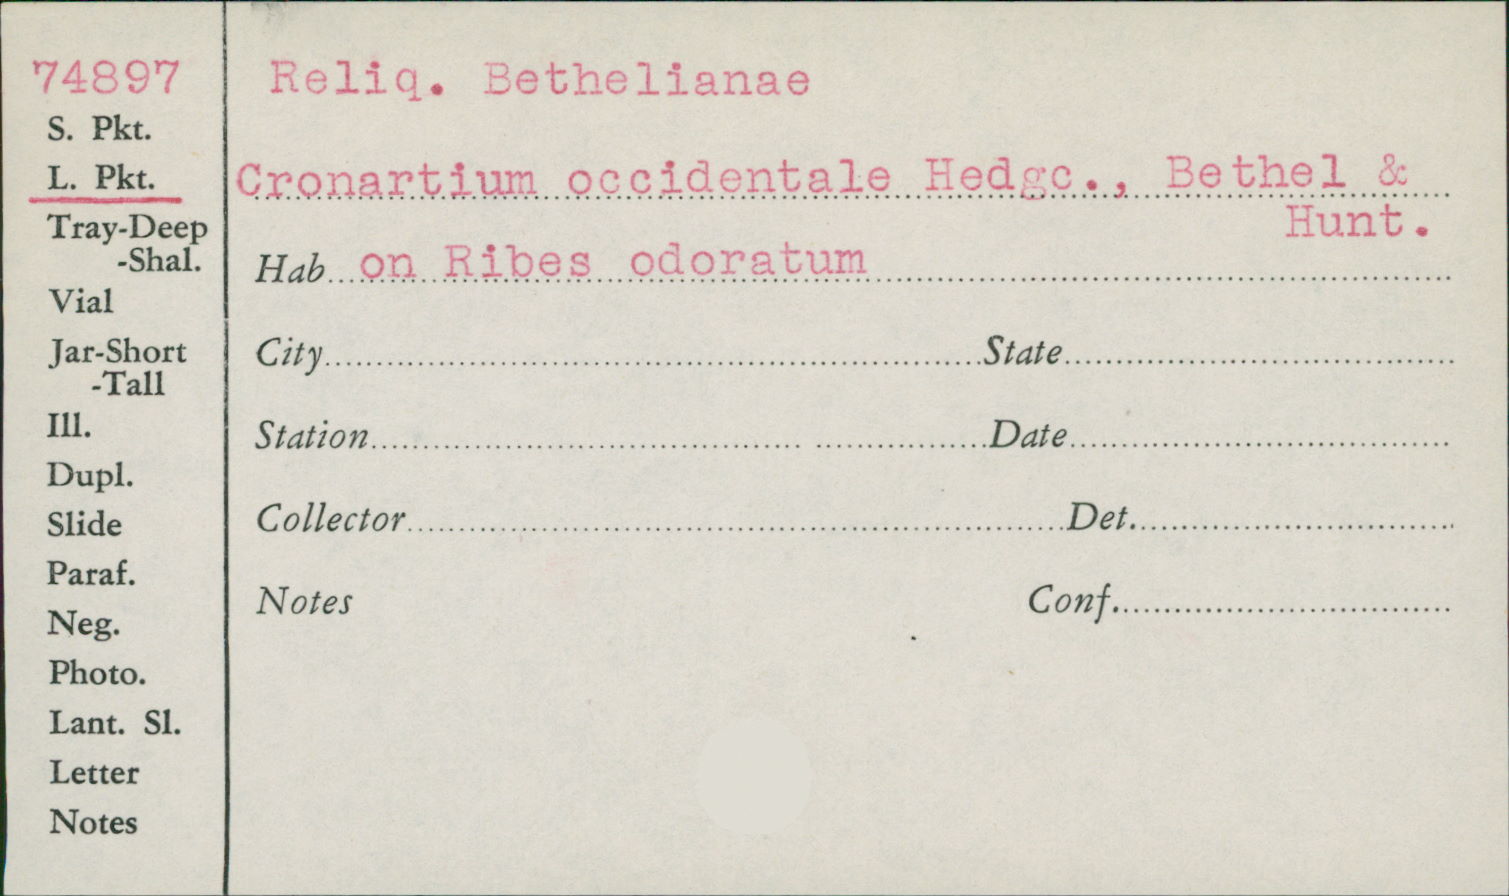 74897
S. Pkt.
L. Pkt.
Tray-Deep
-Shal.
Vial
Jar-Short
-Tall
Ill.
Dupl.
Slide
Paraf.
Neg.
Photo.
Lant. Sl.
Letter
Notes
Reliq. Bethelianae
Cronartium occidentale Hedgc., Bethel &
Hunt.
Hab on Ribes odoratum
City State
Station Date
Collector Det.
Notes Conf.